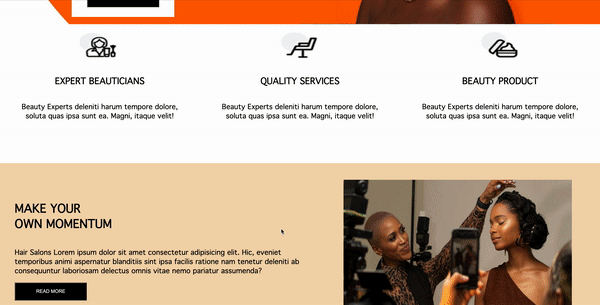 EXPERT BEAUTICIANS
Beauty Experts deleniti harum tempore dolore,
soluta quas ipsa sunt ea. Magni, itaque velit!
QUALITY SERVICES
Beauty Experts deleniti harum tempore dolore,
soluta quas ipsa sunt ea. Magni, itaque velit!
BEAUTY PRODUCT
Beauty Experts deleniti harum tempore dolore,
soluta quas ipsa sunt ea. Magni, itaque velit!
MAKE YOUR
OWN MOMENTUM
Hair Salons Lorem ipsum dolor sit amet consectetur adipisicing elit. Hic, eveniet
temporibus animi aspernatur blanditiis sint ipsa facilis ratione nam tenetur deleniti ab
consequuntur laboriosam delectus omnis vitae nemo pariatur assumenda?
READ MORE